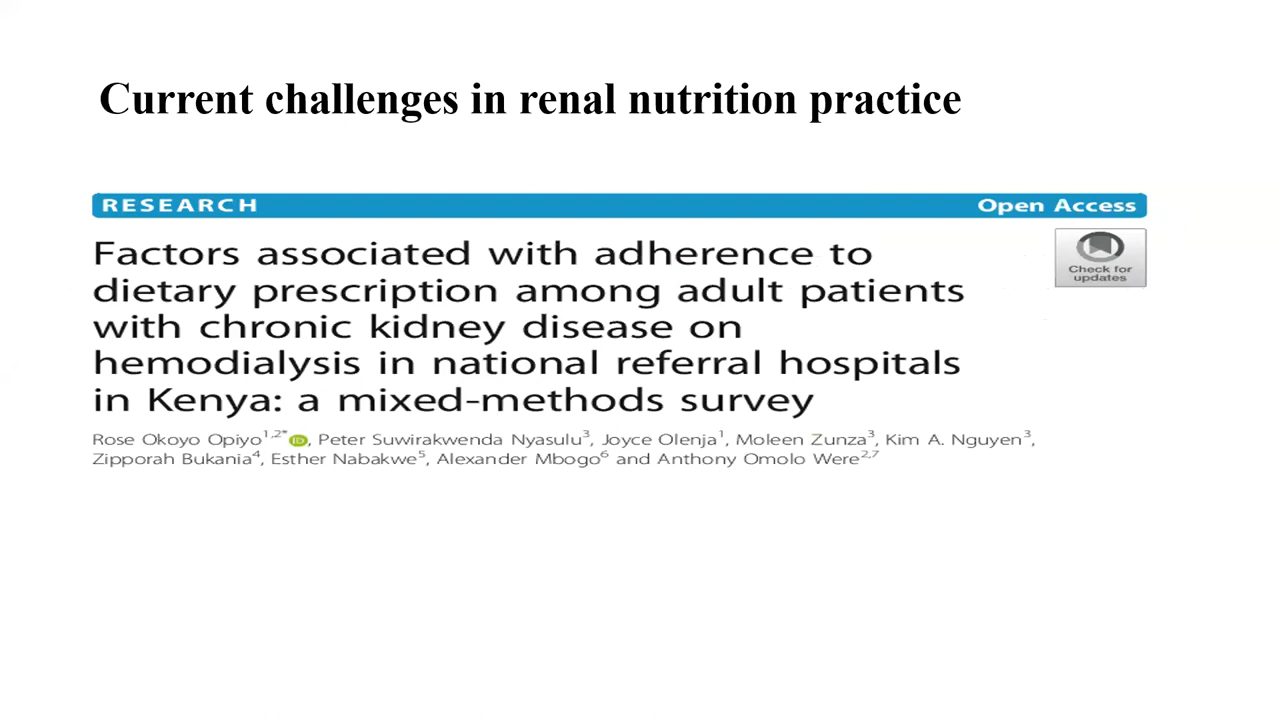 Current challenges in renal nutrition practice
RESEARCH Open Access
Factors associated with adherence to
dietary prescription among adult patients
with chronic kidney disease on
hemodialysis in national referral hospitals
in Kenya: a mixed-methods survey
Check for
updates
Rose Okoyo Opiyo1,2* iD, Peter Suwirakwenda Nyasulu3, Joyce Olenja1, Moleen Zunza3, Kim A. Nguyen3,
Zipporah Bukania4, Esther Nabakwe5, Alexander Mbogo6 and Anthony Omolo Were2,7